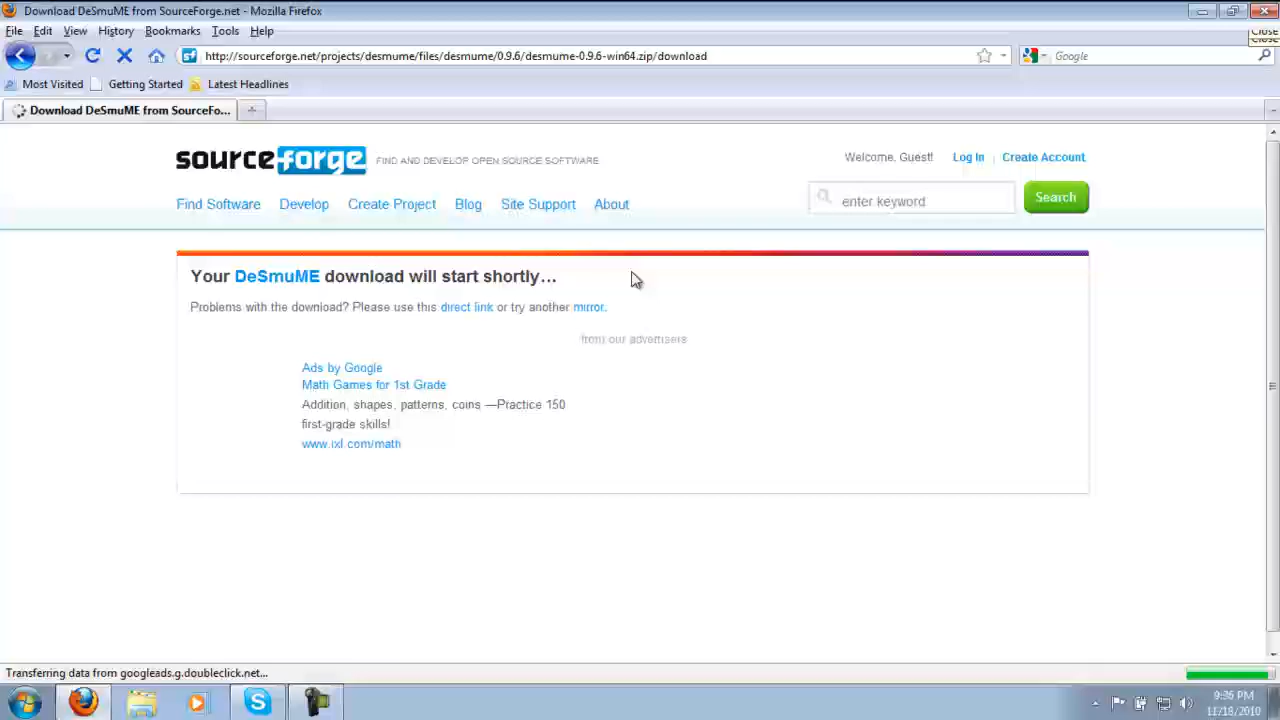 Download DeSmuME from SourceForge.net - Mozilla Firefox
Close
File Edit View History Bookmarks Tools Help
http://sourceforge.net/projects/desmume/files/desmume/0.9.6/desmume-0.9.6-win64.zip/download
Google
Most Visited Getting Started Latest Headlines
Download DeSmuME from SourceFo...
sourceforge FIND AND DEVELOP OPEN SOURCE SOFTWARE
Welcome, Guest! Log In Create Account
Find Software Develop Create Project Blog Site Support About
enter keyword Search
Your DeSmuME download will start shortly...
Problems with the download? Please use this direct link or try another mirror.
from our advertisers
Ads by Google
Math Games for 1st Grade
Addition, shapes, patterns, coins —Practice 150
first-grade skills!
www.ixl.com/math
Transferring data from googleads.g.doubleclick.net...
9:36 PM
11/18/2010